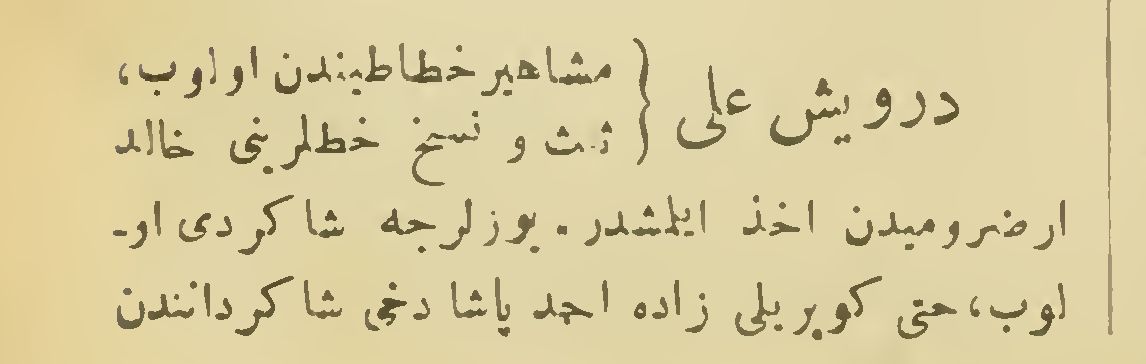 درویش علی { مشاهیر خطاطیندن اولوب،
ثلث و نسخ خطلرینی خالد
ارضرومیدن اخذ ایلمشدر. یوزلرجه شاکردی او-
لوب، حتی کوپریلی زاده احمد پاشا دخی شاکرداننندن